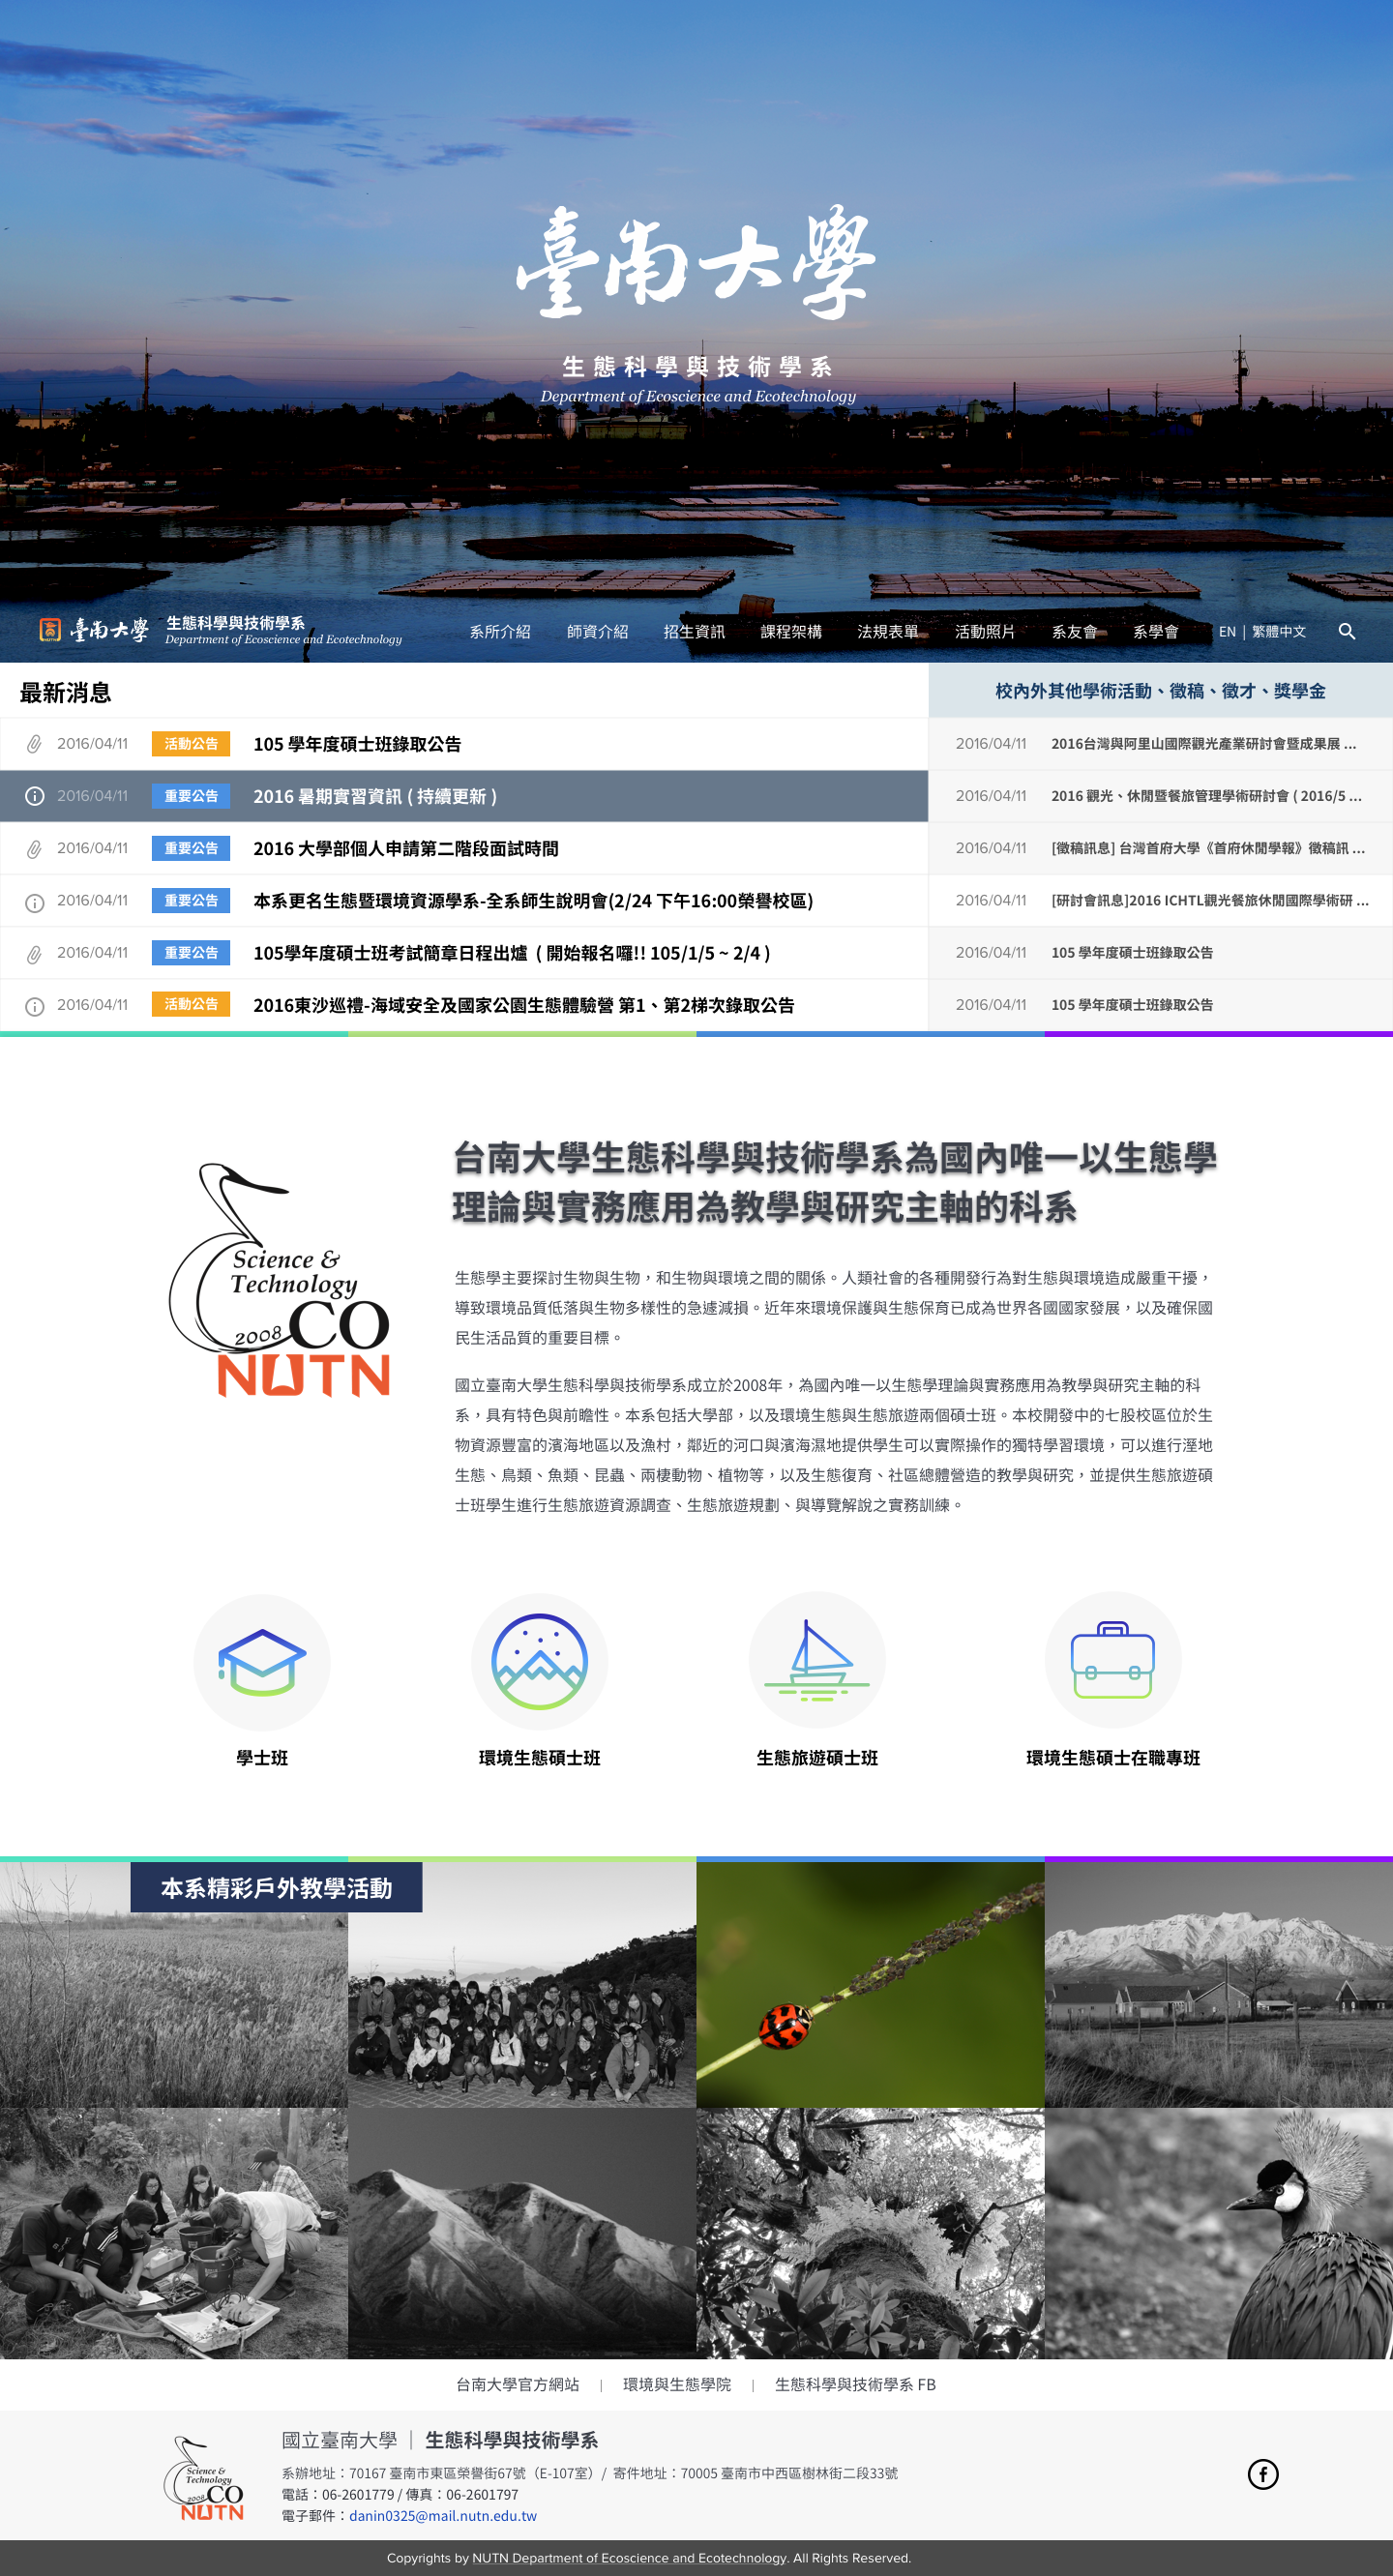 臺南大學
生態科學與技術學系
Department of Ecoscience and Ecotechnology
臺南大學
生態科學與技術學系
Department of Ecoscience and Ecotechnology
系所介紹 師資介紹 招生資訊 課程架構 法規表單 活動照片 系友會 系學會 EN | 繁體中文
最新消息
2016/04/11 活動公告 105 學年度碩士班錄取公告
2016/04/11 重要公告 2016 暑期實習資訊 ( 持續更新 )
2016/04/11 重要公告 2016 大學部個人申請第二階段面試時間
2016/04/11 重要公告 本系更名生態暨環境資源學系-全系師生說明會(2/24 下午16:00榮譽校區)
2016/04/11 重要公告 105學年度碩士班考試簡章日程出爐 ( 開始報名囉!! 105/1/5 ~ 2/4 )
2016/04/11 活動公告 2016東沙巡禮-海域安全及國家公園生態體驗營 第1、第2梯次錄取公告
校內外其他學術活動、徵稿、徵才、獎學金
2016/04/11 2016台灣與阿里山國際觀光產業研討會暨成果展 ...
2016/04/11 2016 觀光、休閒暨餐旅管理學術研討會 ( 2016/5 ...
2016/04/11 [徵稿訊息] 台灣首府大學《首府休閒學報》徵稿訊 ...
2016/04/11 [研討會訊息]2016 ICHTL觀光餐旅休閒國際學術研 ...
2016/04/11 105 學年度碩士班錄取公告
2016/04/11 105 學年度碩士班錄取公告
Science &
Technology
2008 CO
NUTN
台南大學生態科學與技術學系為國內唯一以生態學
理論與實務應用為教學與研究主軸的科系
生態學主要探討生物與生物，和生物與環境之間的關係。人類社會的各種開發行為對生態與環境造成嚴重干擾，
導致環境品質低落與生物多樣性的急遽減損。近年來環境保護與生態保育已成為世界各國國家發展，以及確保國
民生活品質的重要目標。
國立臺南大學生態科學與技術學系成立於2008年，為國內唯一以生態學理論與實務應用為教學與研究主軸的科
系，具有特色與前瞻性。本系包括大學部，以及環境生態與生態旅遊兩個碩士班。本校開發中的七股校區位於生
物資源豐富的濱海地區以及漁村，鄰近的河口與濱海濕地提供學生可以實際操作的獨特學習環境，可以進行溼地
生態、鳥類、魚類、昆蟲、兩棲動物、植物等，以及生態復育、社區總體營造的教學與研究，並提供生態旅遊碩
士班學生進行生態旅遊資源調查、生態旅遊規劃、與導覽解說之實務訓練。
學士班
環境生態碩士班
生態旅遊碩士班
環境生態碩士在職專班
本系精彩戶外教學活動
台南大學官方網站 | 環境與生態學院 | 生態科學與技術學系 FB
Science &
Technology
2008 CO
NUTN
國立臺南大學 | 生態科學與技術學系
系辦地址：70167 臺南市東區榮譽街67號（E-107室）/ 寄件地址：70005 臺南市中西區樹林街二段33號
電話：06-2601779 / 傳真：06-2601797
電子郵件：danin0325@mail.nutn.edu.tw
Copyrights by NUTN Department of Ecoscience and Ecotechnology. All Rights Reserved.